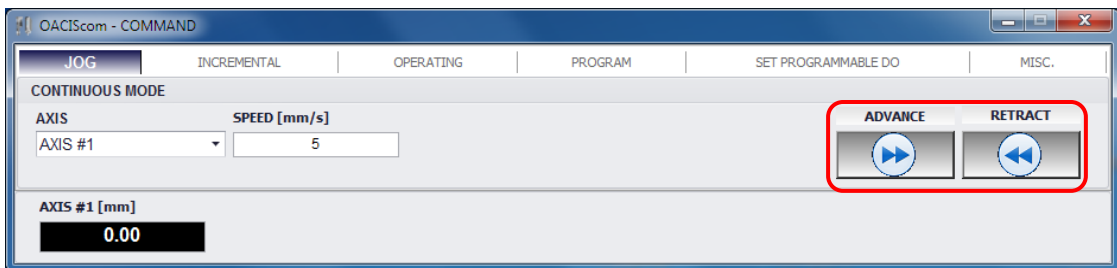 OACIScom - COMMAND
JOG INCREMENTAL OPERATING PROGRAM SET PROGRAMMABLE DO MISC.
CONTINUOUS MODE
AXIS SPEED [mm/s] ADVANCE RETRACT
AXIS #1 5
AXIS #1 [mm]
0.00